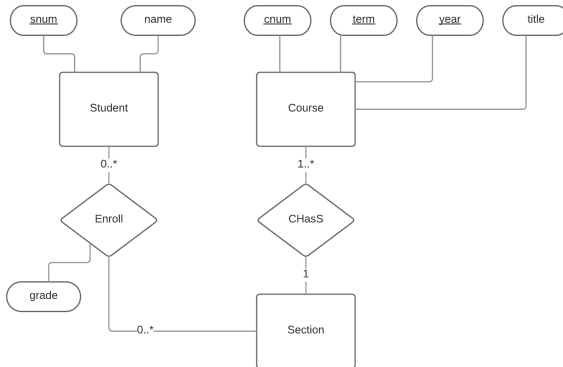 snum
name
cnum
term
year
title
Student
Course
0..*
1..*
Enroll
CHasS
1
grade
0..*
Section